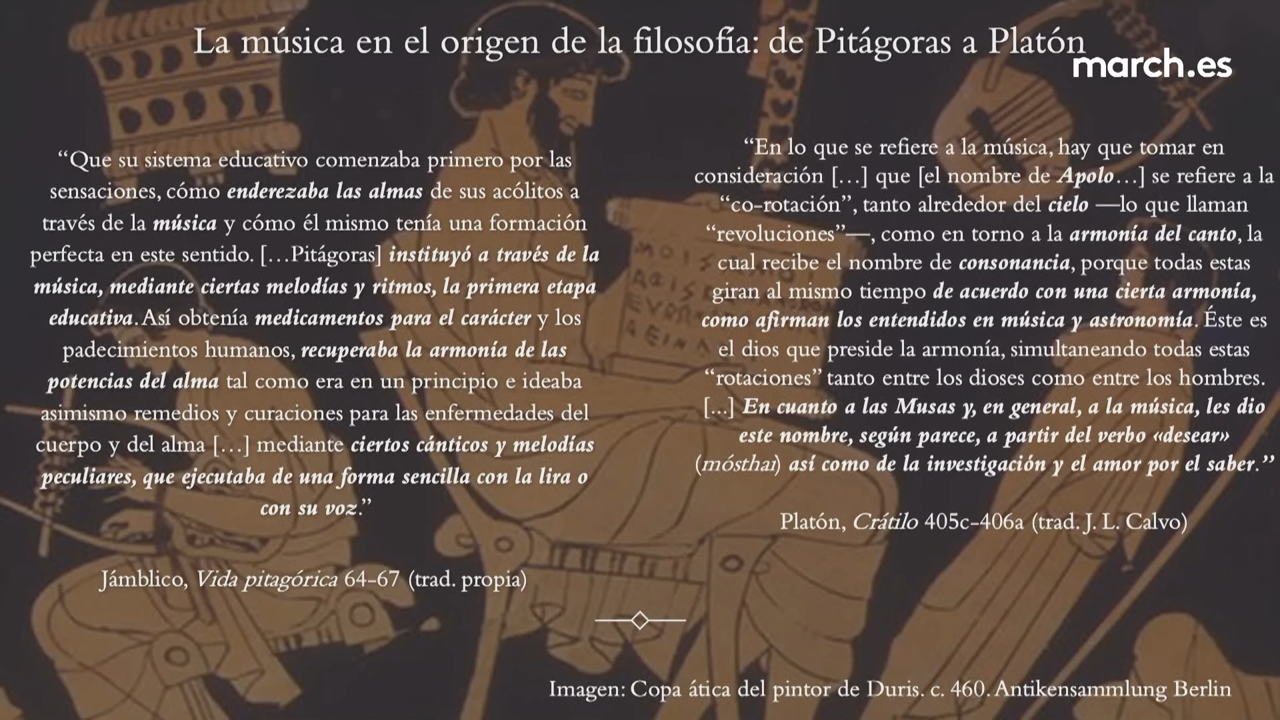 La música en el origen de la filosofía: de Pitágoras a Platón
march.es
“Que su sistema educativo comenzaba primero por las
sensaciones, cómo enderezaba las almas de sus acólitos a
través de la música y cómo él mismo tenía una formación
perfecta en este sentido. […Pitágoras] instituyó a través de la
música, mediante ciertas melodías y ritmos, la primera etapa
educativa. Así obtenía medicamentos para el carácter y los
padecimientos humanos, recuperaba la armonía de las
potencias del alma tal como era en un principio e ideaba
asimismo remedios y curaciones para las enfermedades del
cuerpo y del alma […] mediante ciertos cánticos y melodías
peculiares, que ejecutaba de una forma sencilla con la lira o
con su voz.”
Jámblico, Vida pitagórica 64-67 (trad. propia)
“En lo que se refiere a la música, hay que tomar en
consideración […] que [el nombre de Apolo…] se refiere a la
“co-rotación”, tanto alrededor del cielo —lo que llaman
“revoluciones”—, como en torno a la armonía del canto, la
cual recibe el nombre de consonancia, porque todas estas
giran al mismo tiempo de acuerdo con una cierta armonía,
como afirman los entendidos en música y astronomía. Éste es
el dios que preside la armonía, simultaneando todas estas
“rotaciones” tanto entre los dioses como entre los hombres.
[...] En cuanto a las Musas y, en general, a la música, les dio
este nombre, según parece, a partir del verbo «desear»
(mósthai) así como de la investigación y el amor por el saber.”
Platón, Crátilo 405c-406a (trad. J. L. Calvo)
Imagen: Copa ática del pintor de Duris. c. 460. Antikensammlung Berlin